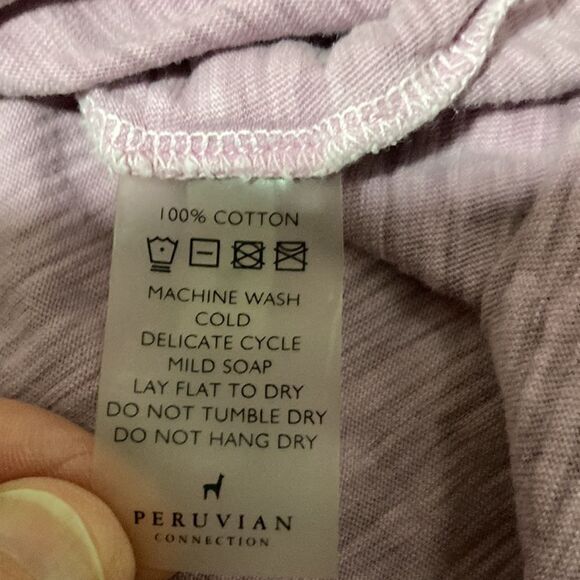 100% COTTON
MACHINE WASH
COLD
DELICATE CYCLE
MILD SOAP
LAY FLAT TO DRY
DO NOT TUMBLE DRY
DO NOT HANG DRY
PERUVIAN
CONNECTION